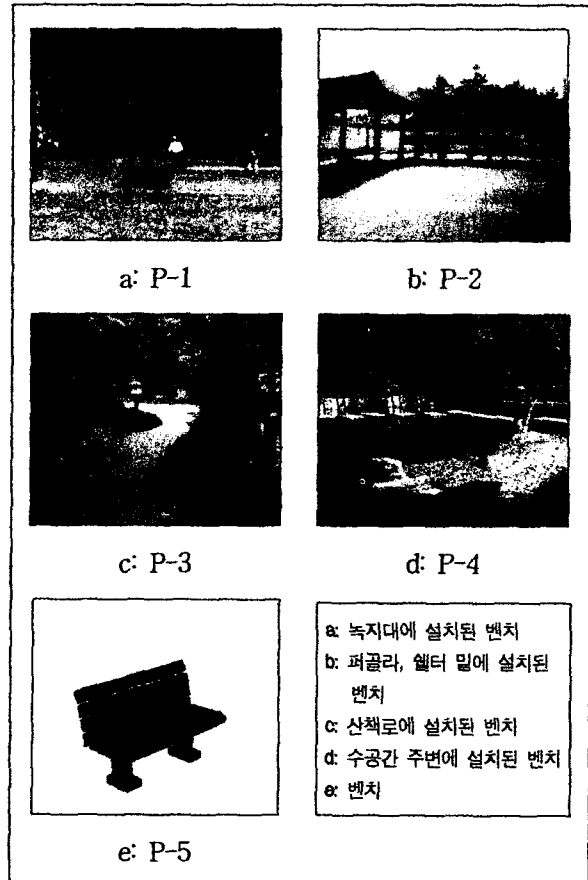 a: P-1
b: P-2
c: P-3
d: P-4
a: 녹지대에 설치된 벤치
b: 퍼골라, 쉘터 밑에 설치된
벤치
c: 산책로에 설치된 벤치
d: 수공간 주변에 설치된 벤치
e: 벤치
e: P-5